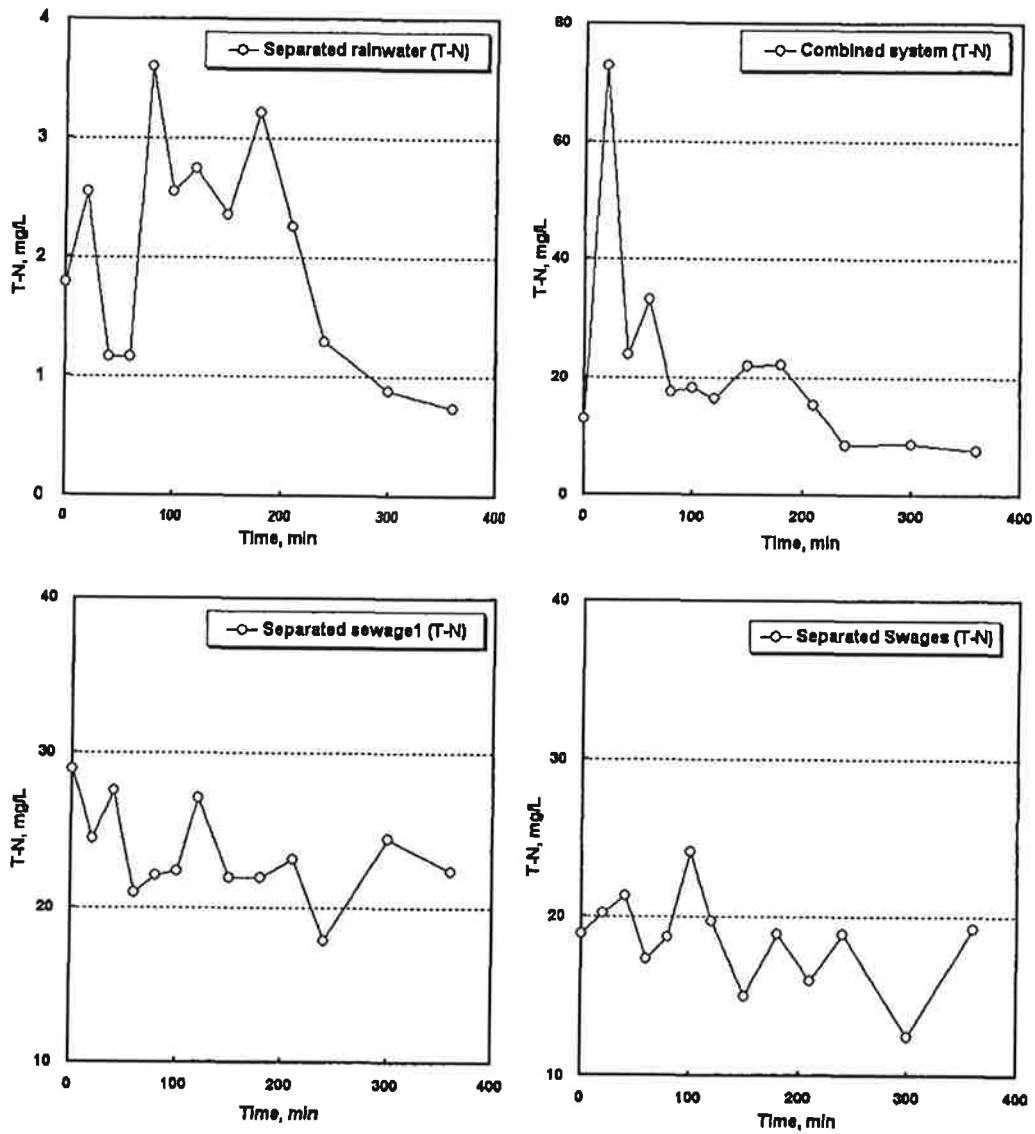 Separated rainwater (T-N)
4
3
2
1
0
T-N, mg/L
0 100 200 300 400
Time, min
Combined system (T-N)
80
60
40
20
0
T-N, mg/L
0 100 200 300 400
Time, min
Separated sewage1 (T-N)
40
30
20
10
T-N, mg/L
0 100 200 300 400
Time, min
Separated Swages (T-N)
40
30
20
10
T-N, mg/L
0 100 200 300 400
Time, min